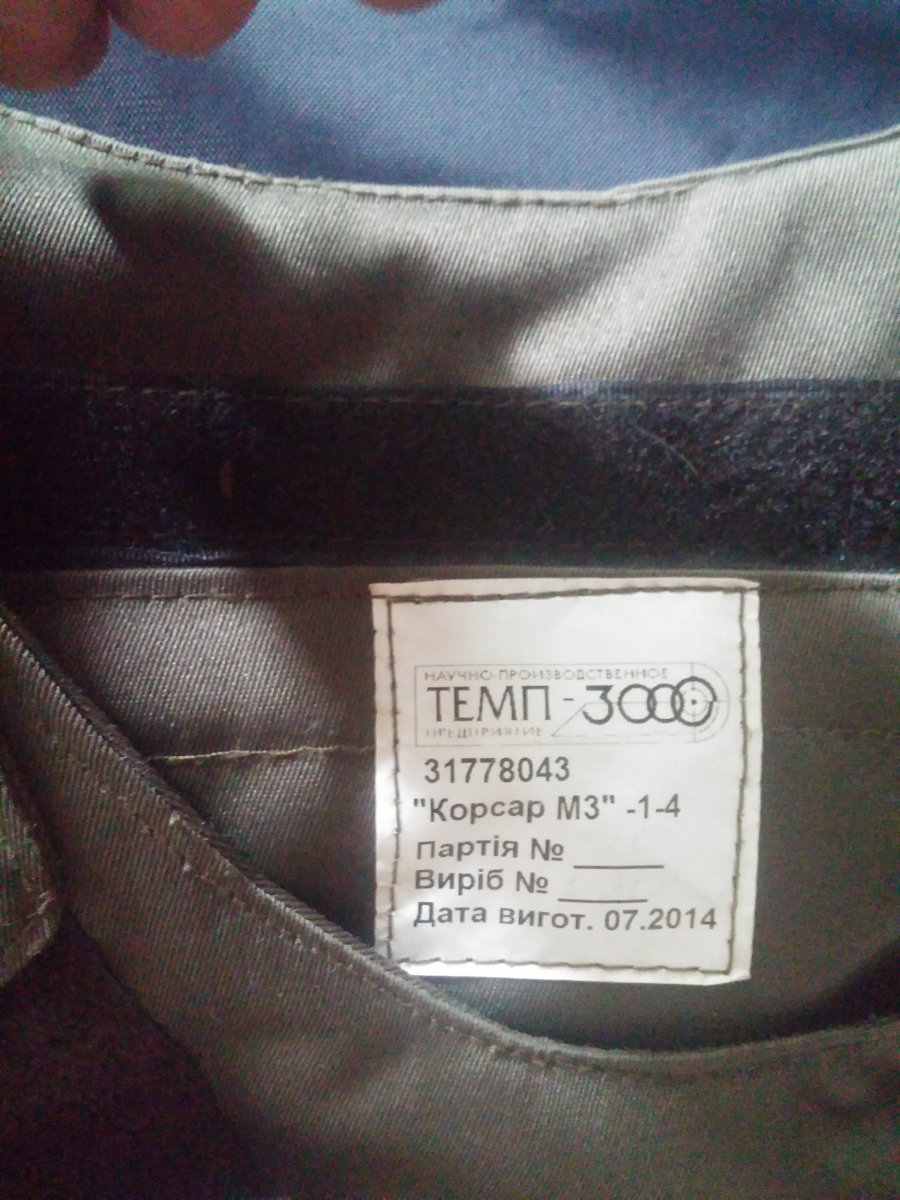 НАУЧНО-ПРОИЗВОДСТВЕННОЕ
ТЕМП-3000
ПРЕДПРИЯТИЕ
31778043
"Корсар М3" -1-4
партія № ______
Виріб № ______
Дата вигот. 07.2014